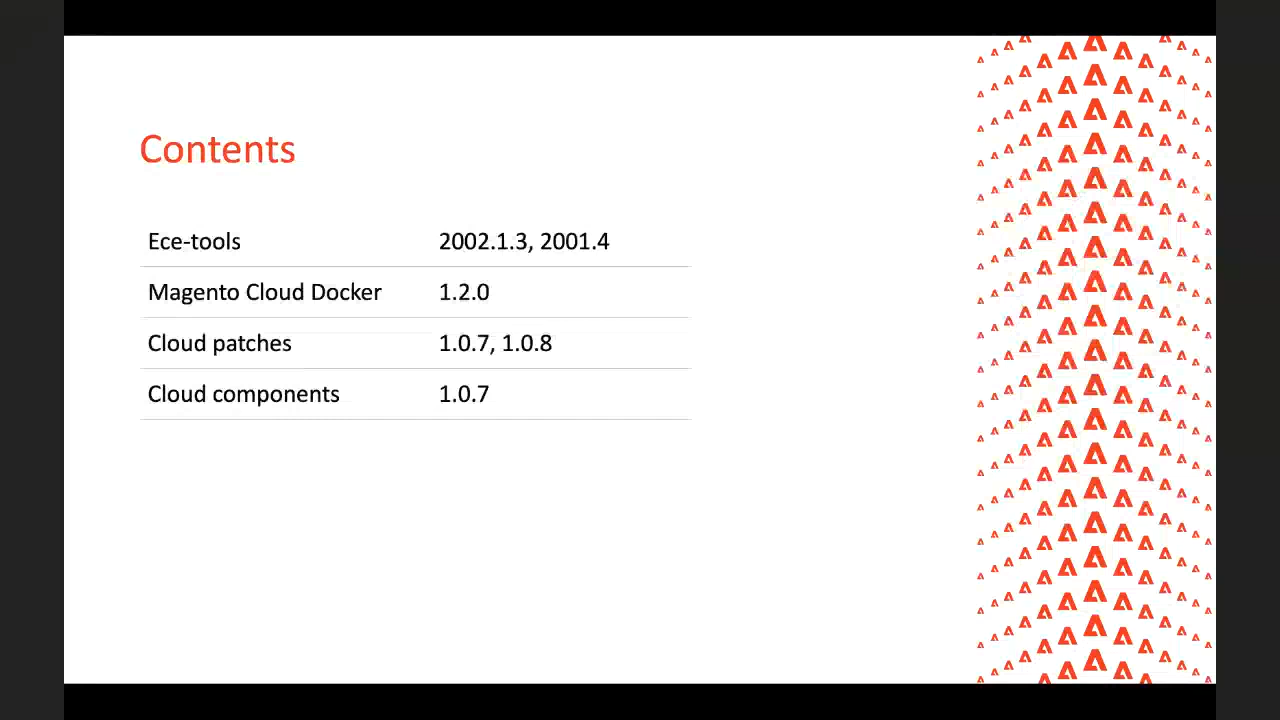 Contents
Ece-tools 2002.1.3, 2001.4
Magento Cloud Docker 1.2.0
Cloud patches 1.0.7, 1.0.8
Cloud components 1.0.7